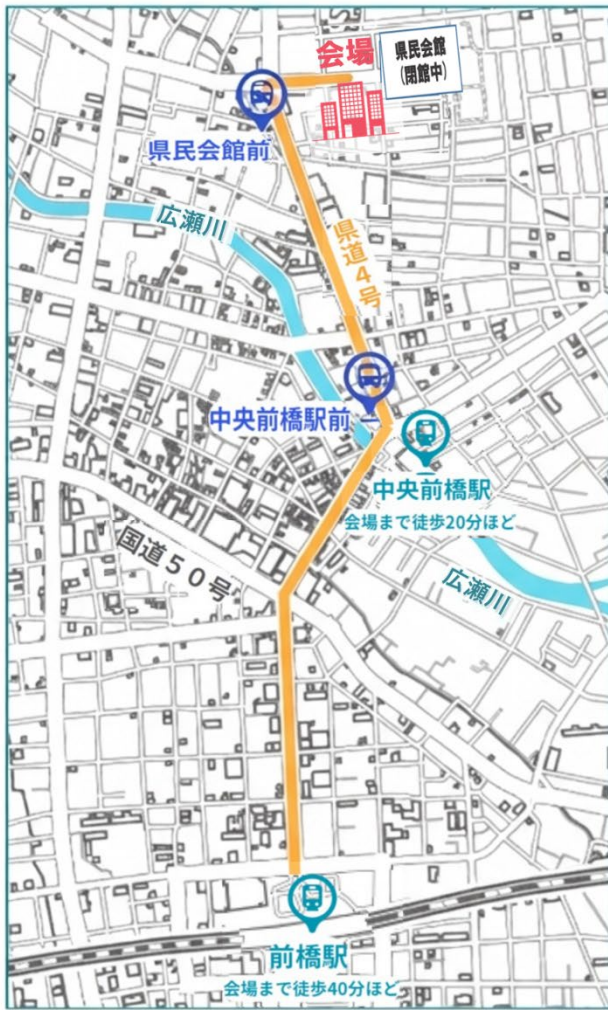 会場
県民会館
(閉館中)
県民会館前
広瀬川
県道4号
中央前橋駅前
中央前橋駅
会場まで徒歩20分ほど
国道50号
広瀬川
前橋駅
会場まで徒歩40分ほど